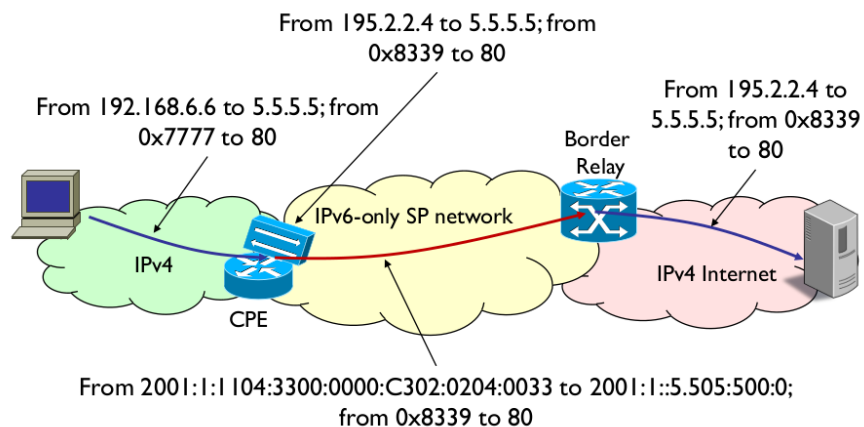 From 195.2.2.4 to 5.5.5.5; from
0x8339 to 80
From 192.168.6.6 to 5.5.5.5; from
0x7777 to 80
From 195.2.2.4 to
5.5.5.5; from 0x8339
to 80
Border
Relay
IPv6-only SP network
IPv4
IPv4 Internet
CPE
From 2001:1:1104:3300:0000:C302:0204:0033 to 2001:1::5.505:500:0;
from 0x8339 to 80